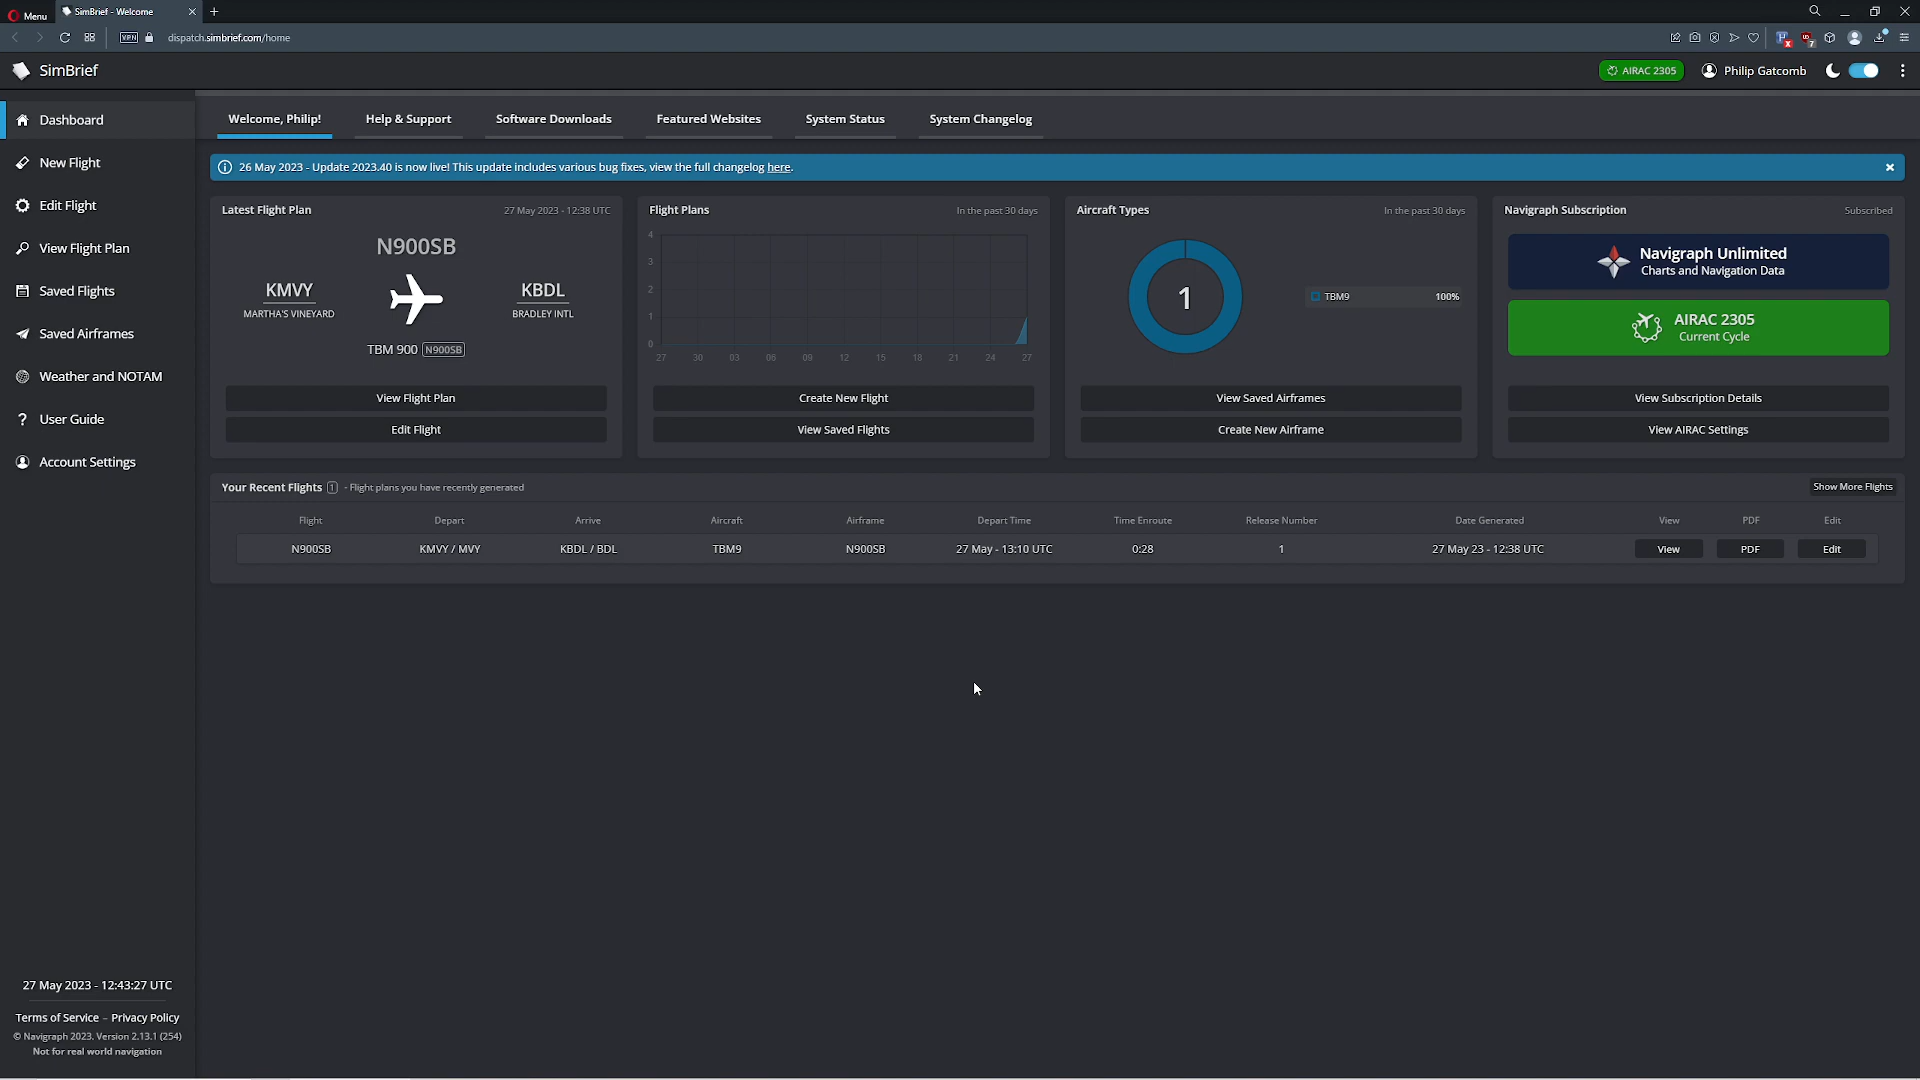 Menu
SimBrief - Welcome
VPN
dispatch.simbrief.com/home
7
SimBrief
AIRAC 2305
Philip Gatcomb
Dashboard
New Flight
Edit Flight
View Flight Plan
Saved Flights
Saved Airframes
Weather and NOTAM
? User Guide
Account Settings
Welcome, Philip!
Help & Support
Software Downloads
Featured Websites
System Status
System Changelog
26 May 2023 - Update 2023.40 is now live! This update includes various bug fixes, view the full changelog here.
Latest Flight Plan
27 May 2023 - 12:38 UTC
N900SB
KMVY
MARTHA'S VINEYARD
KBDL
BRADLEY INTL
TBM 900 N900SB
View Flight Plan
Edit Flight
Flight Plans
In the past 30 days
4
3
2
1
0
27 30 03 06 09 12 15 18 21 24 27
Create New Flight
View Saved Flights
Aircraft Types
In the past 30 days
1
TBM9 100%
View Saved Airframes
Create New Airframe
Navigraph Subscription
Subscribed
Navigraph Unlimited
Charts and Navigation Data
AIRAC 2305
Current Cycle
View Subscription Details
View AIRAC Settings
Your Recent Flights 1 - Flight plans you have recently generated
Show More Flights
Flight Depart Arrive Aircraft Airframe Depart Time Time Enroute Release Number Date Generated View PDF Edit
N900SB KMVY / MVY KBDL / BDL TBM9 N900SB 27 May - 13:10 UTC 0:28 1 27 May 23 - 12:38 UTC View PDF Edit
27 May 2023 - 12:43:27 UTC
Terms of Service - Privacy Policy
© Navigraph 2023. Version 2.13.1 (254)
Not for real world navigation